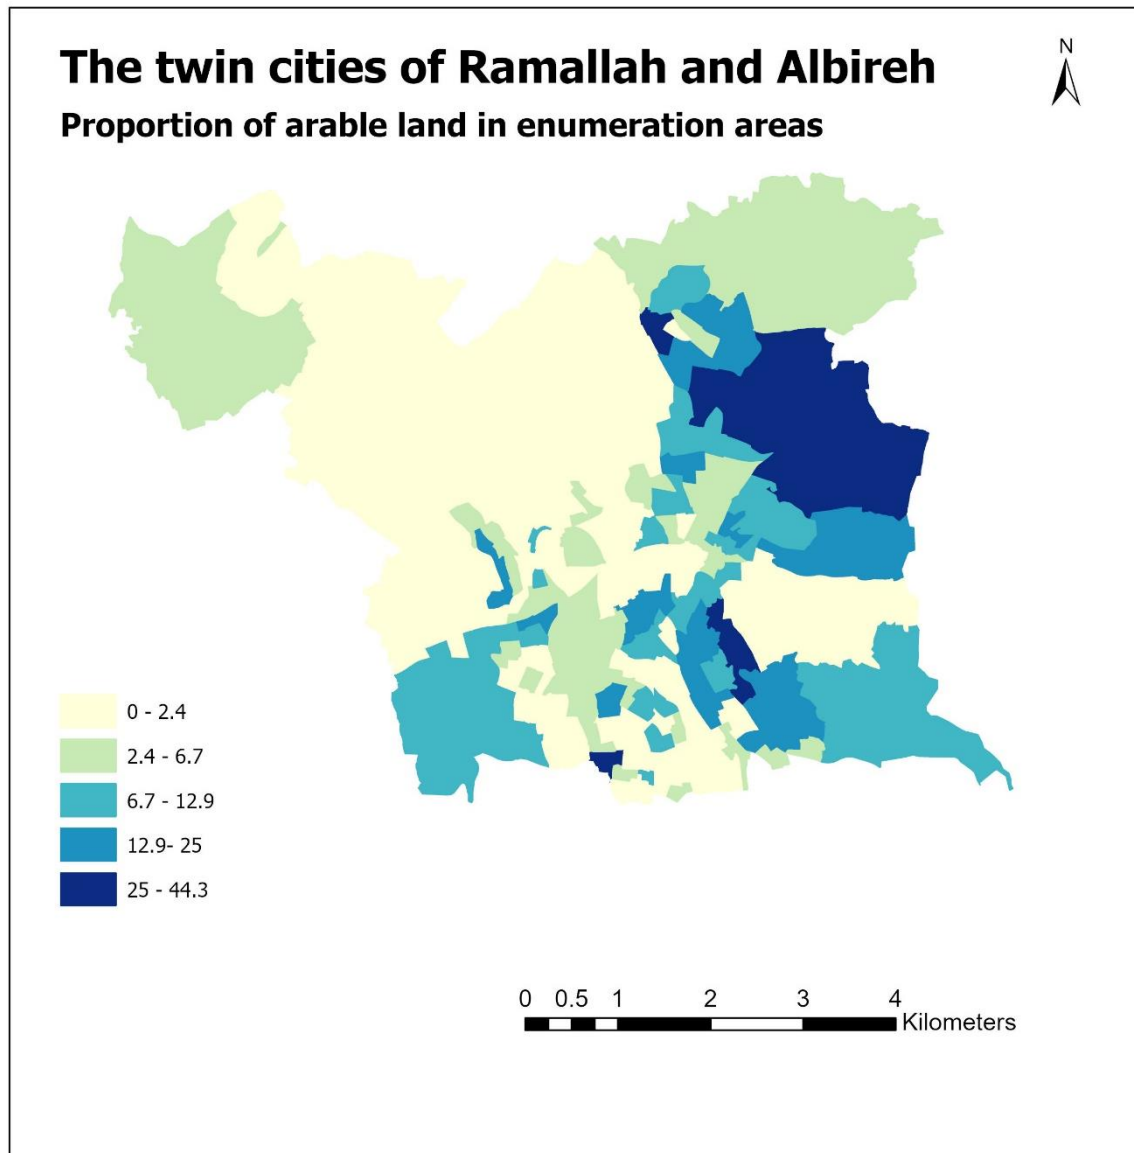 The twin cities of Ramallah and Albireh
N
Proportion of arable land in enumeration areas
0 - 2.4
2.4 - 6.7
6.7 - 12.9
12.9- 25
25 - 44.3
0 0.5 1 2 3 4
Kilometers